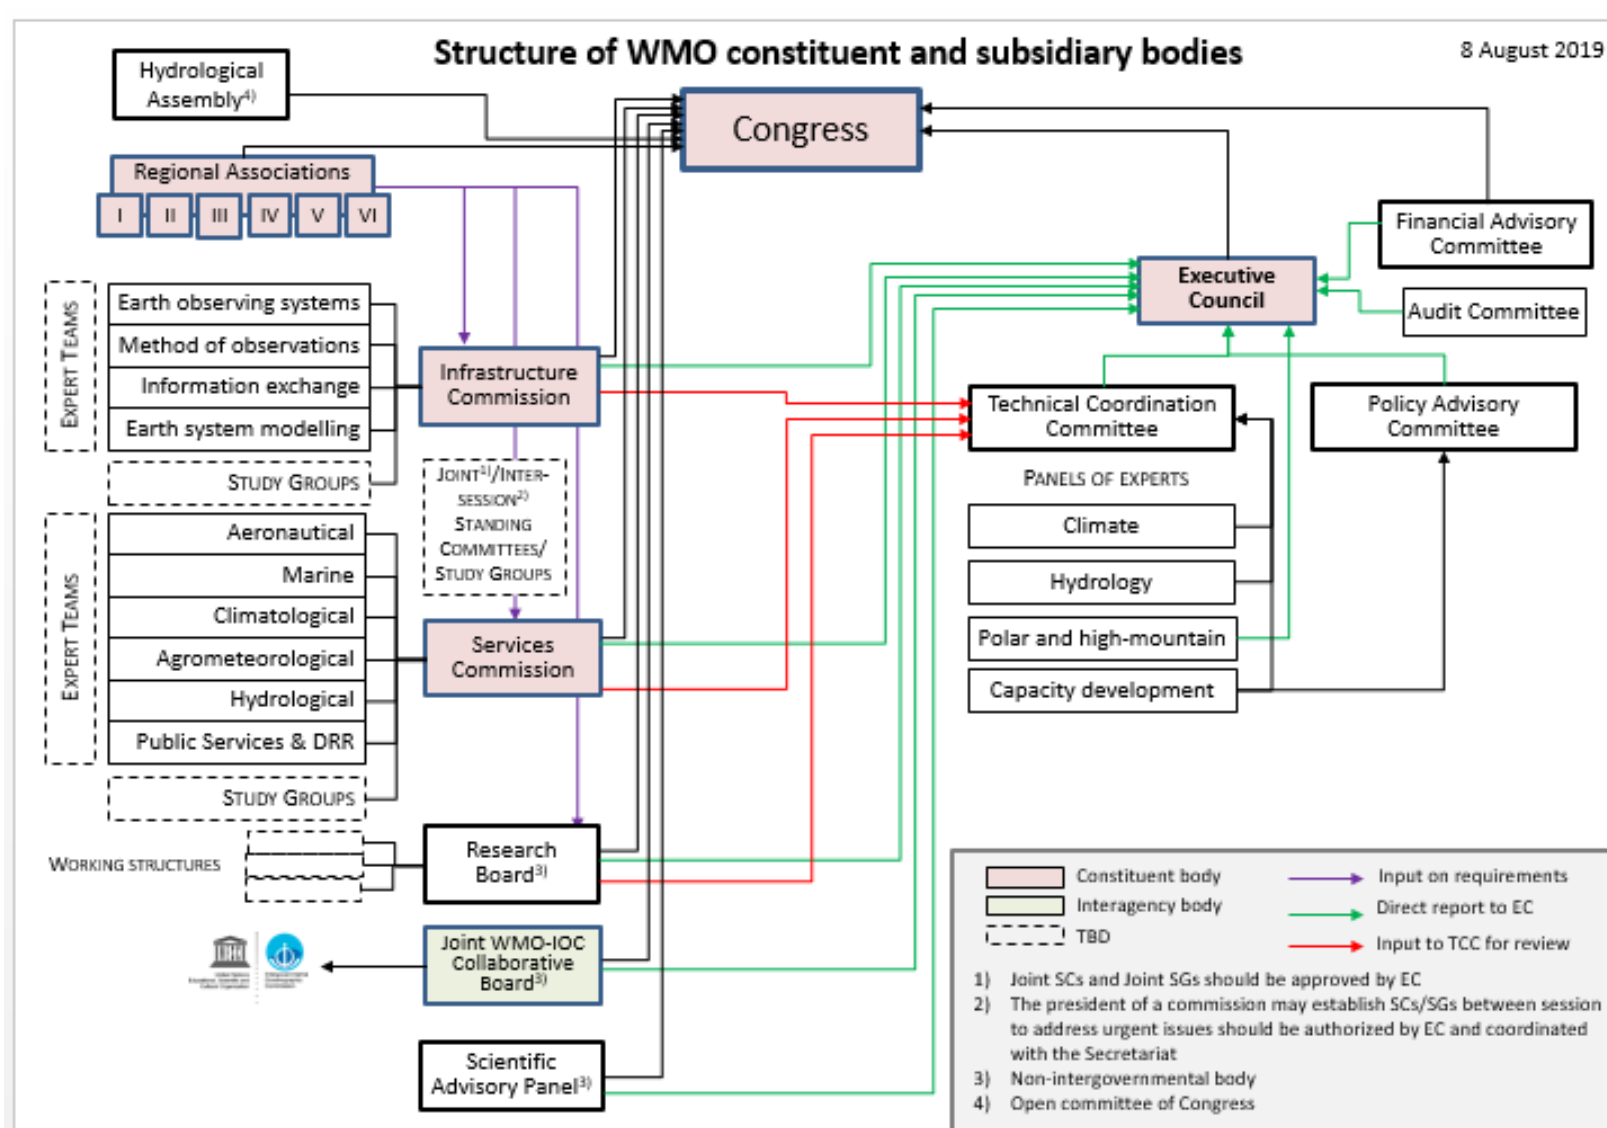 Structure of WMO constituent and subsidiary bodies
8 August 2019
Hydrological
Assembly4)
Congress
Regional Associations
I
II
III
IV
V
VI
Financial Advisory
Committee
Executive
Council
Audit Committee
EXPERT TEAMS
Earth observing systems
Method of observations
Information exchange
Earth system modelling
STUDY GROUPS
Infrastructure
Commission
Technical Coordination
Committee
Policy Advisory
Committee
JOINT1)/INTER-
SESSION2)
STANDING
COMMITTEES/
STUDY GROUPS
PANELS OF EXPERTS
Climate
Hydrology
Polar and high-mountain
Capacity development
EXPERT TEAMS
Aeronautical
Marine
Climatological
Agrometeorological
Hydrological
Public Services & DRR
STUDY GROUPS
Services
Commission
WORKING STRUCTURES
Research
Board3)
Joint WMO-IOC
Collaborative
Board3)
Scientific
Advisory Panel3)
Constituent body
Interagency body
TBD
Input on requirements
Direct report to EC
Input to TCC for review
1) Joint SCs and Joint SGs should be approved by EC
2) The president of a commission may establish SCs/SGs between session
to address urgent issues should be authorized by EC and coordinated
with the Secretariat
3) Non-intergovernmental body
4) Open committee of Congress